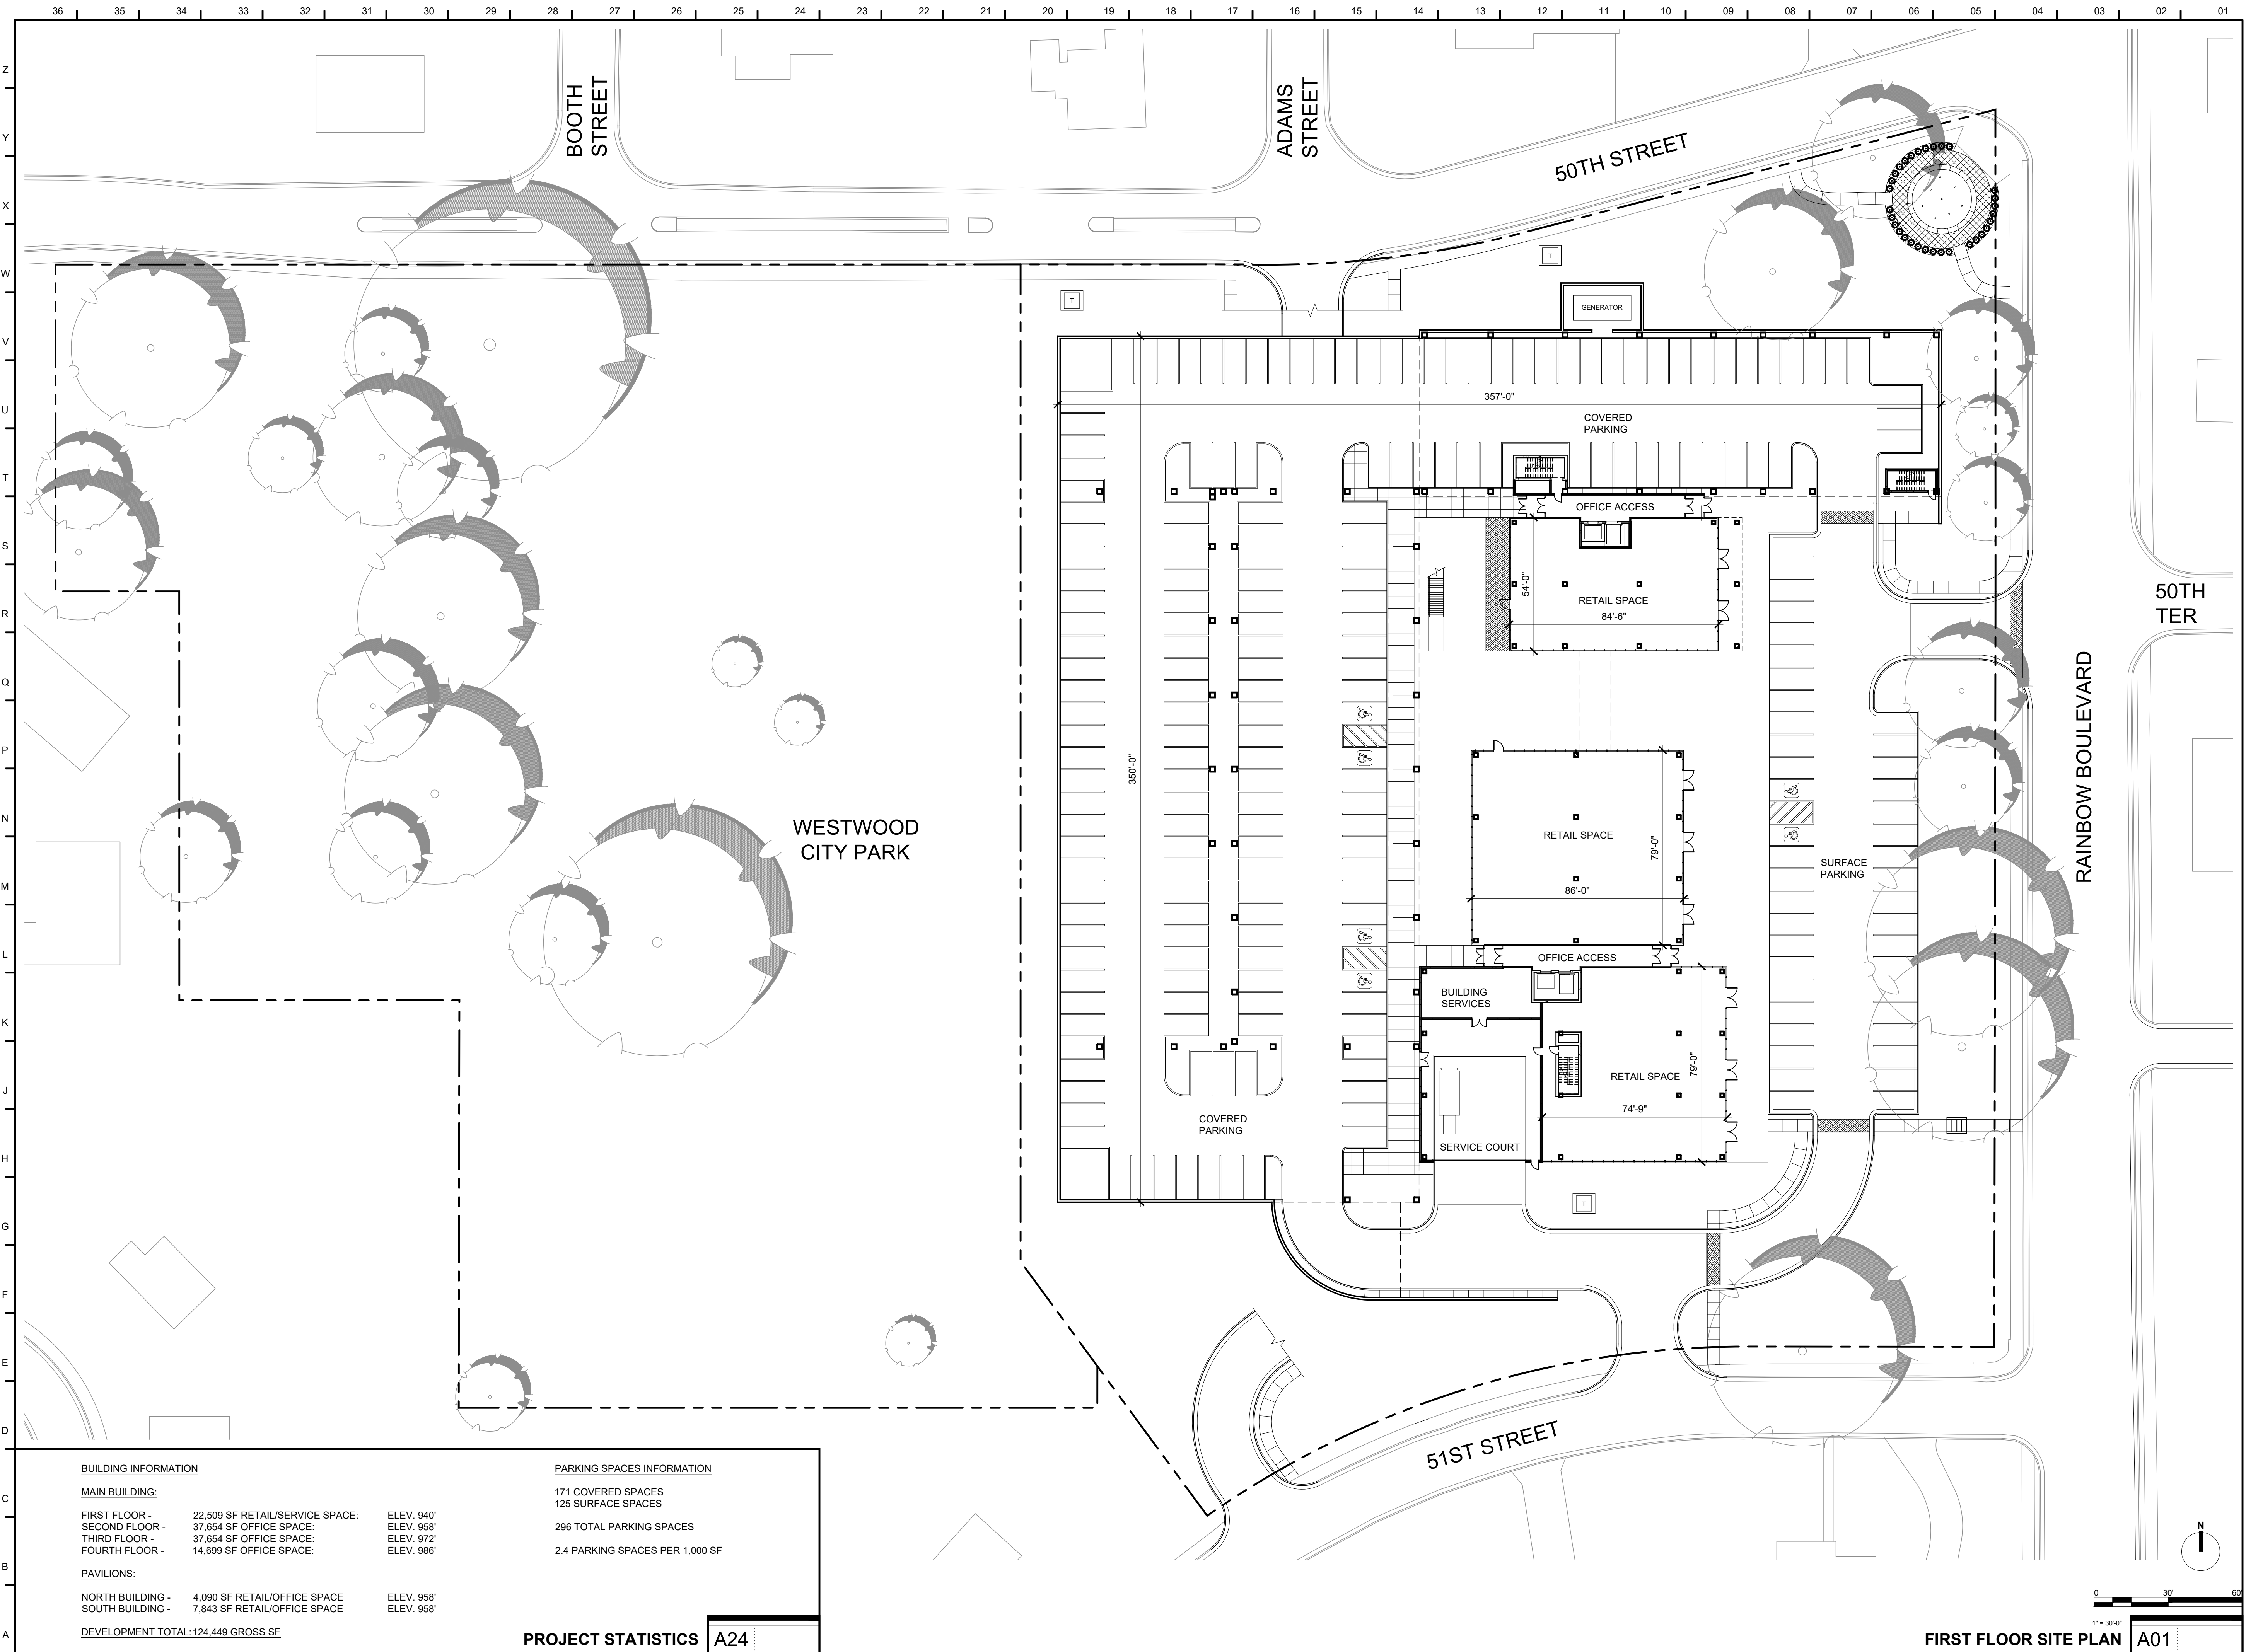 36 35 34 33 32 31 30 29 28 27 26 25 24 23 22 21 20 19 18 17 16 15 14 13 12 11 10 09 08 07 06 05 04 03 02 01
Z
Y
X
W
V
U
T
S
R
Q
P
N
M
L
K
J
H
G
F
E
D
C
B
A
BOOTH
STREET
ADAMS
STREET
50TH STREET
T
T
GENERATOR
357'-0"
COVERED
PARKING
OFFICE ACCESS
54'-0"
RETAIL SPACE
84'-6"
50TH
TER
RAINBOW BOULEVARD
350'-0"
WESTWOOD
CITY PARK
RETAIL SPACE
79'-0"
86'-0"
SURFACE
PARKING
OFFICE ACCESS
BUILDING
SERVICES
RETAIL SPACE
79'-0"
74'-9"
COVERED
PARKING
SERVICE COURT
T
51ST STREET
BUILDING INFORMATION
MAIN BUILDING:
FIRST FLOOR - 22,509 SF RETAIL/SERVICE SPACE: ELEV. 940'
SECOND FLOOR - 37,654 SF OFFICE SPACE: ELEV. 958'
THIRD FLOOR - 37,654 SF OFFICE SPACE: ELEV. 972'
FOURTH FLOOR - 14,699 SF OFFICE SPACE: ELEV. 986'
PAVILIONS:
NORTH BUILDING - 4,090 SF RETAIL/OFFICE SPACE ELEV. 958'
SOUTH BUILDING - 7,843 SF RETAIL/OFFICE SPACE ELEV. 958'
DEVELOPMENT TOTAL: 124,449 GROSS SF
PARKING SPACES INFORMATION
171 COVERED SPACES
125 SURFACE SPACES
296 TOTAL PARKING SPACES
2.4 PARKING SPACES PER 1,000 SF
PROJECT STATISTICS A24
N
0 30' 60'
1" = 30'-0"
FIRST FLOOR SITE PLAN A01